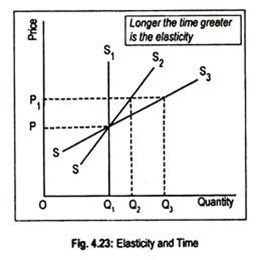 Price
Longer the time greater
is the elasticity
S1
S2
S3
P1
P
S
S
O
Q1
Q2
Q3
Quantity
Fig. 4.23: Elasticity and Time